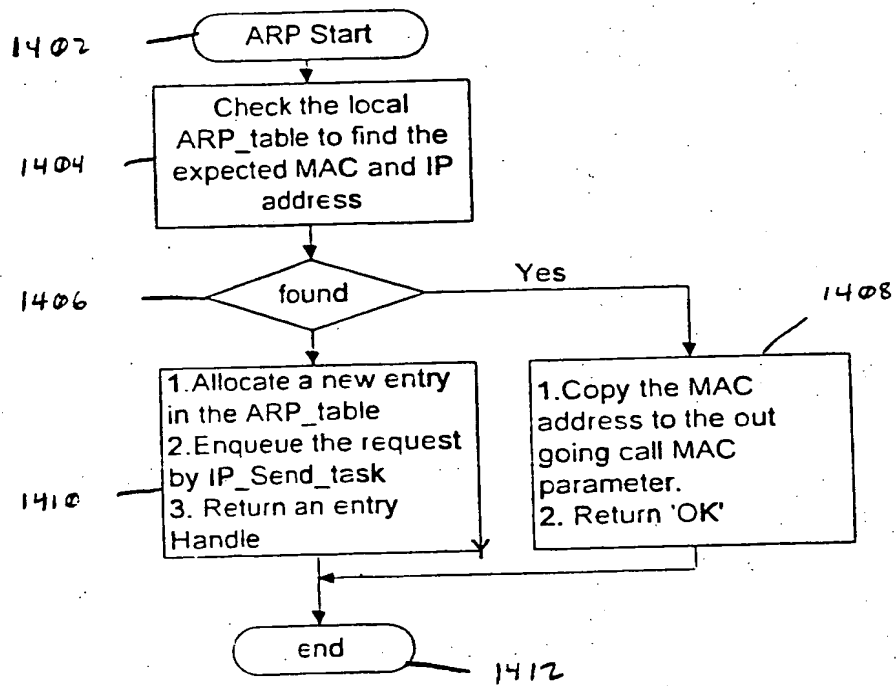 1402
ARP Start
Check the local
ARP_table to find the
expected MAC and IP
address
1404
found
Yes
1406
1408
1.Allocate a new entry
in the ARP_table
2.Enqueue the request
by IP_Send_task
3. Return an entry
Handle
1410
1.Copy the MAC
address to the out
going call MAC
parameter.
2. Return 'OK'
end
1412